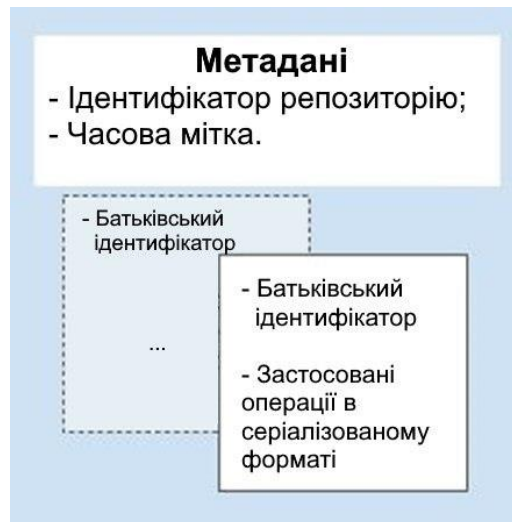 Метадані
- Ідентифікатор репозиторію;
- Часова мітка.
- Батьківський
ідентифікатор
...
- Батьківський
ідентифікатор
- Застосовані
операції в
серіалізованому
форматі